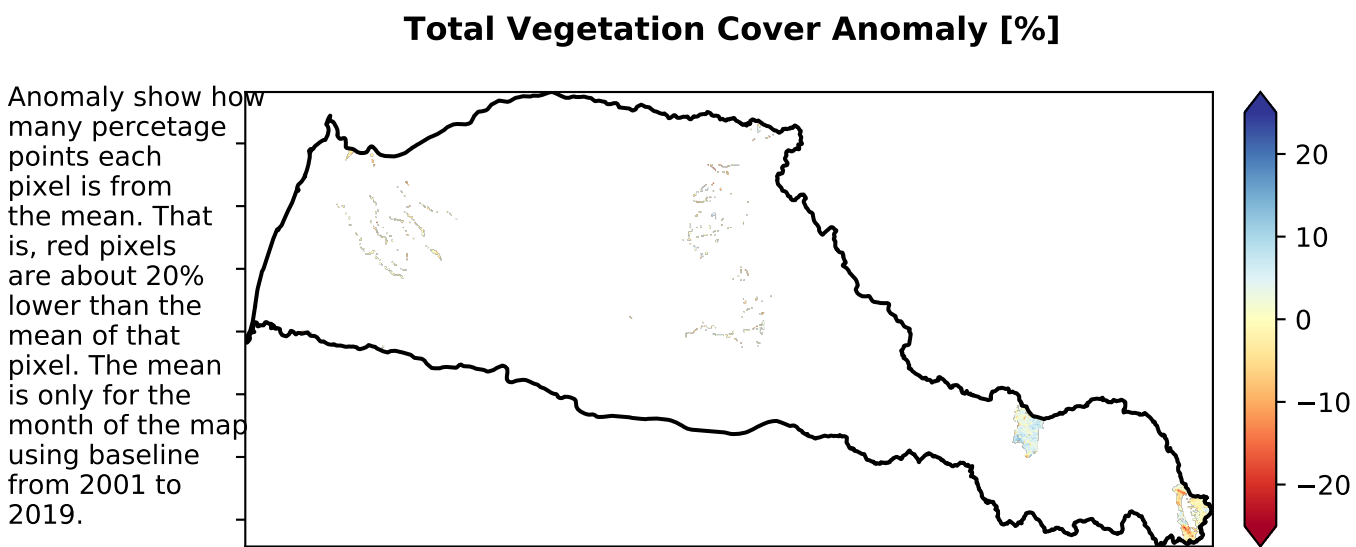 Total Vegetation Cover Anomaly [%]
Anomaly show how
many percetage
points each
pixel is from
the mean. That
is, red pixels
are about 20%
lower than the
mean of that
pixel. The mean
is only for the
month of the map
using baseline
from 2001 to
2019.
20
10
0
−10
−20